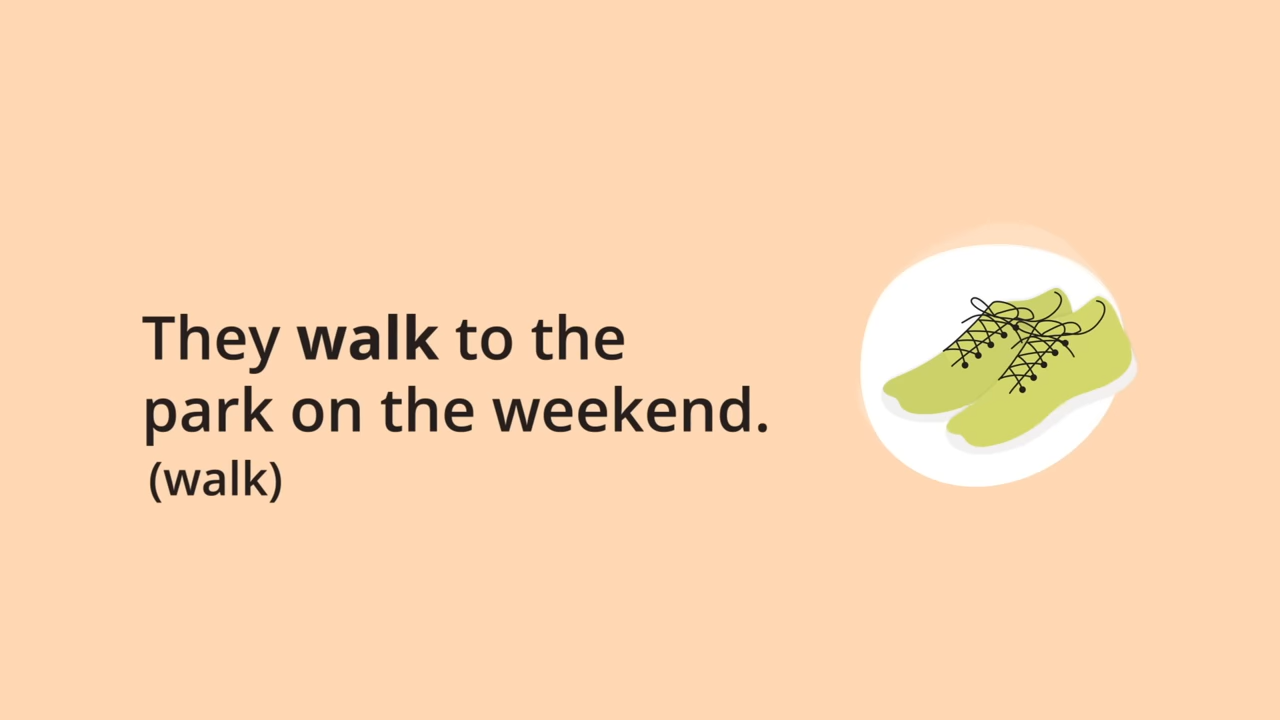 They walk to the
park on the weekend.
(walk)